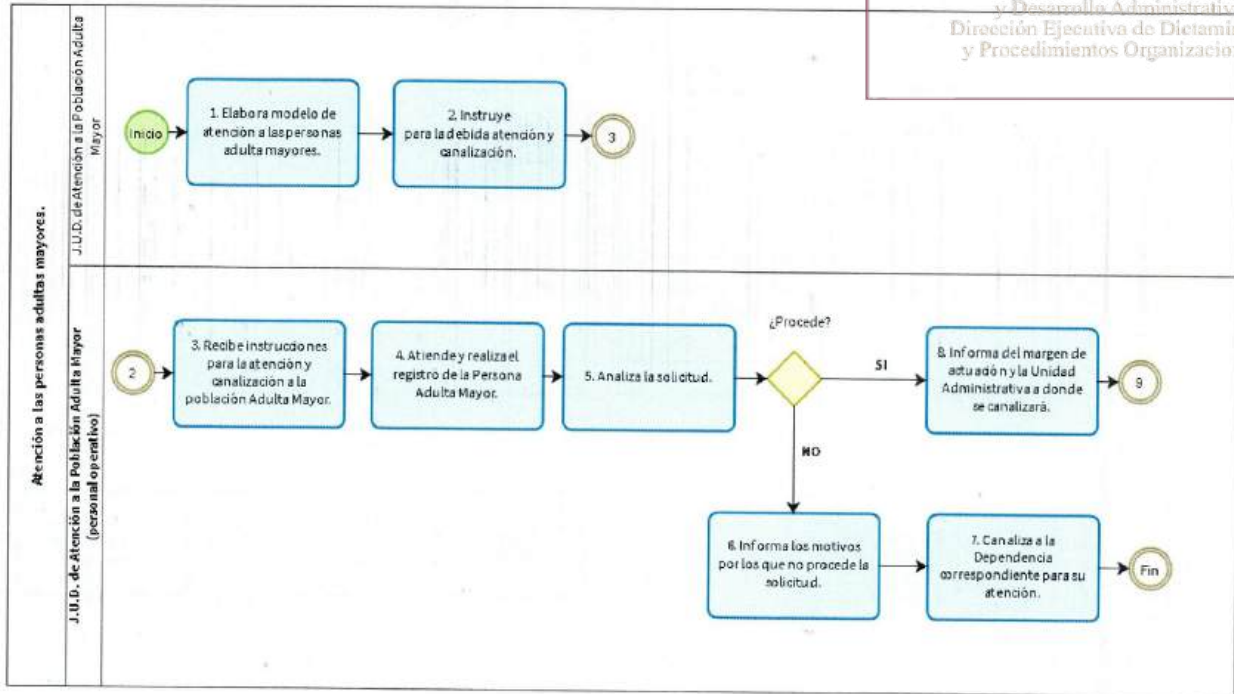 y Desarrollo Administrativ
Dirección Ejecutiva de Dictami
y Procedimientos Organizacio
Atención a las personas adultas mayores.
J.U.D. de Atención a la Población Adulta
Mayor
Inicio
1. Elabora modelo de
atención a las personas
adulta mayores.
2. Instruye
para la debida atención y
canalización.
3
J.U.D. de Atención a la Población Adulta Mayor
(personal operativo)
2
3. Recibe instrucciones
para la atención y
canalización a la
población Adulta Mayor.
4. Atiende y realiza el
registro de la Persona
Adulta Mayor.
5. Analiza la solicitud.
¿Procede?
SI
8. Informa del margen de
actuación y la Unidad
Administrativa a donde
se canalizará.
9
NO
6. Informa los motivos
por los que no procede la
solicitud.
7. Canaliza a la
Dependencia
correspondiente para su
atención.
Fin